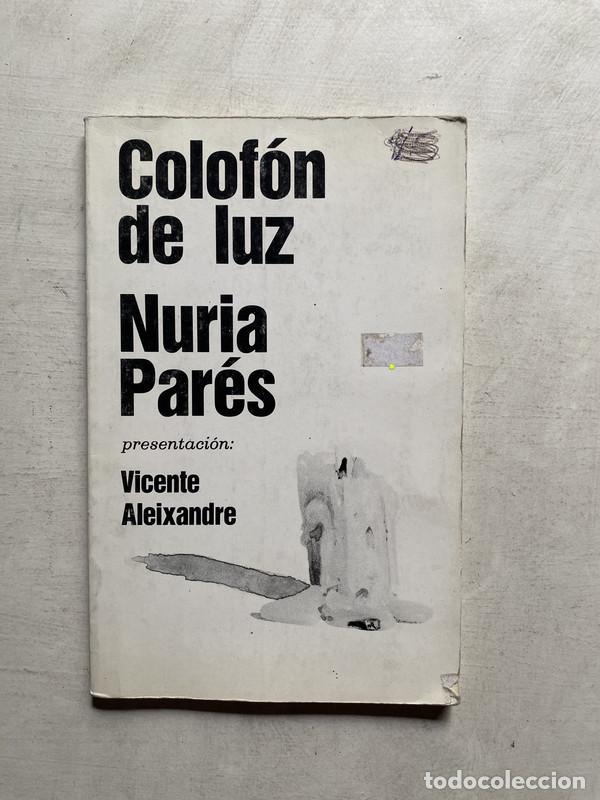 Colofón
de luz
Nuria
Parés
presentación:
Vicente
Aleixandre
todocoleccion